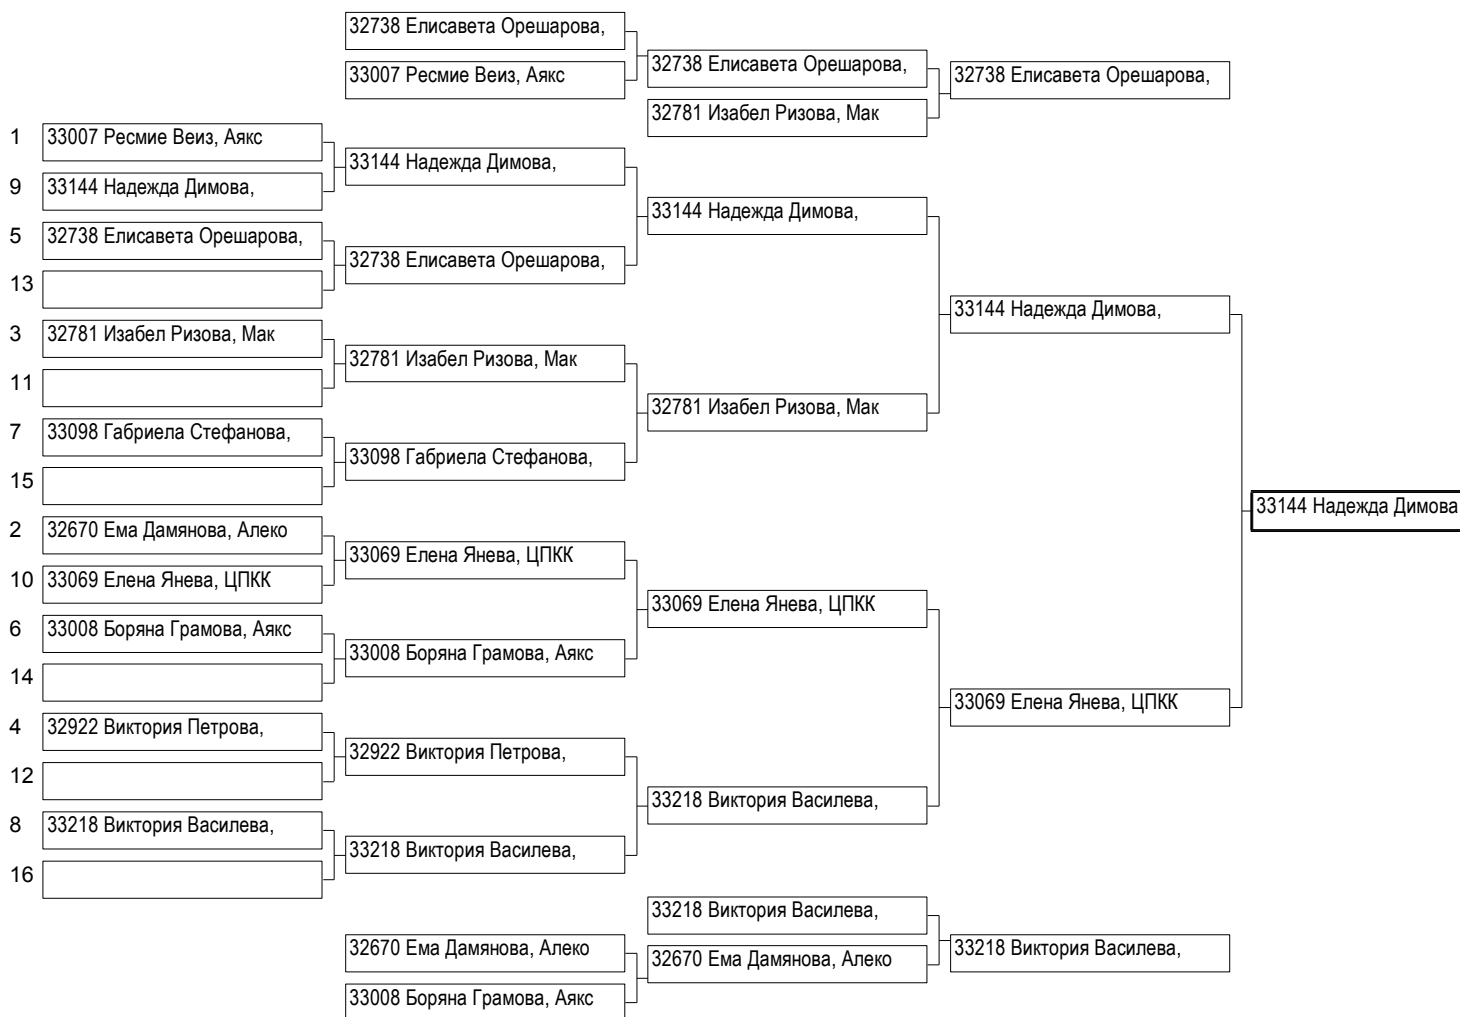 32738 Елисавета Орешарова,
33007 Ресмие Веиз, Аякс
32738 Елисавета Орешарова,
32738 Елисавета Орешарова,
32781 Изабел Ризова, Мак
1 33007 Ресмие Веиз, Аякс
33144 Надежда Димова,
9 33144 Надежда Димова,
33144 Надежда Димова,
5 32738 Елисавета Орешарова,
32738 Елисавета Орешарова,
13
33144 Надежда Димова,
3 32781 Изабел Ризова, Мак
32781 Изабел Ризова, Мак
11
32781 Изабел Ризова, Мак
7 33098 Габриела Стефанова,
33098 Габриела Стефанова,
15
33144 Надежда Димова
2 32670 Ема Дамянова, Алеко
33069 Елена Янева, ЦПКК
10 33069 Елена Янева, ЦПКК
33069 Елена Янева, ЦПКК
6 33008 Боряна Грамова, Аякс
33008 Боряна Грамова, Аякс
14
33069 Елена Янева, ЦПКК
4 32922 Виктория Петрова,
32922 Виктория Петрова,
12
33218 Виктория Василева,
8 33218 Виктория Василева,
33218 Виктория Василева,
16
33218 Виктория Василева,
32670 Ема Дамянова, Алеко
32670 Ема Дамянова, Алеко
33218 Виктория Василева,
33008 Боряна Грамова, Аякс